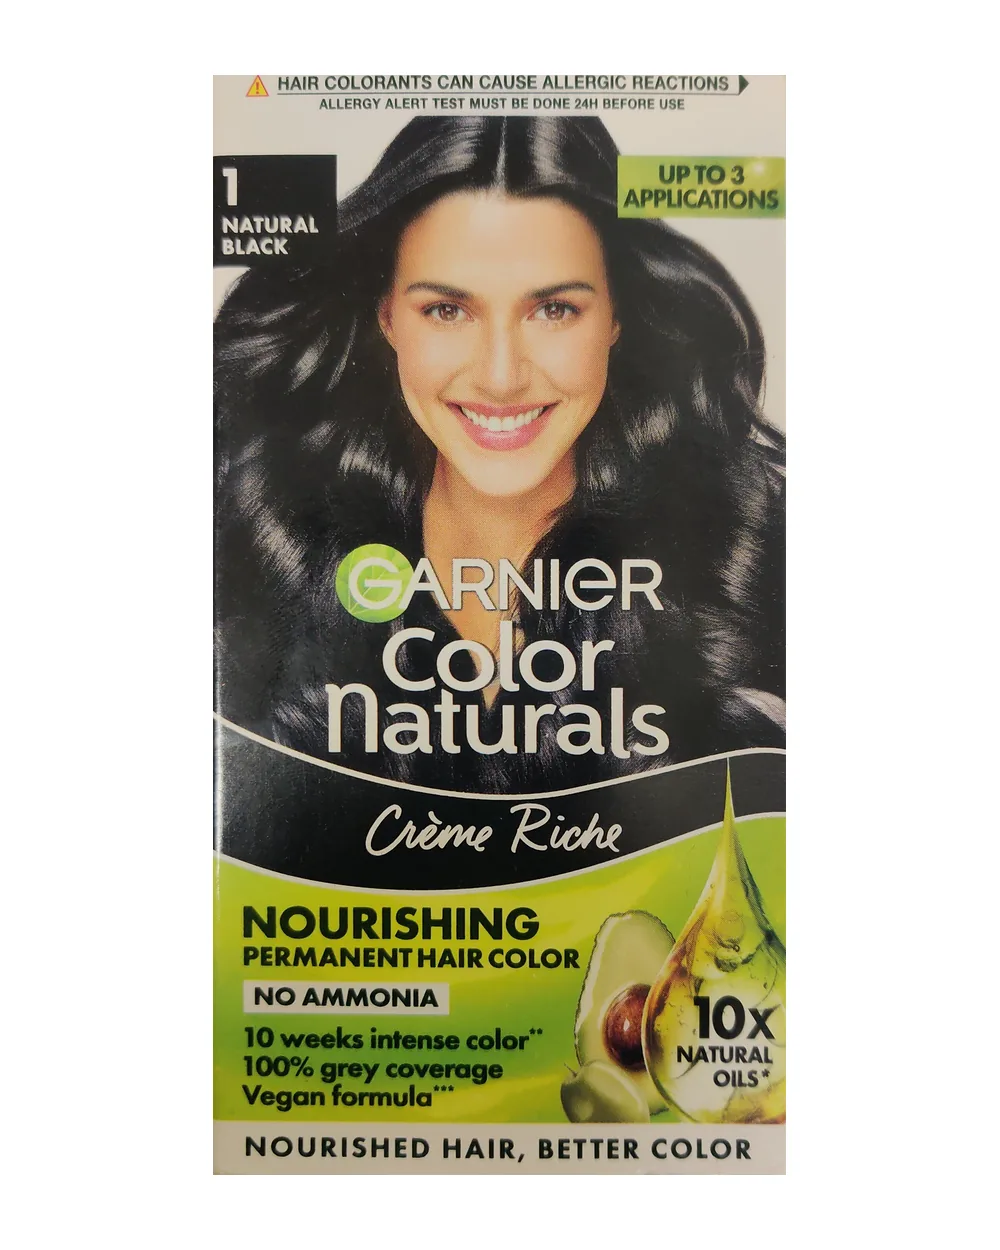 HAIR COLORANTS CAN CAUSE ALLERGIC REACTIONS
ALLERGY ALERT TEST MUST BE DONE 24H BEFORE USE
1
NATURAL
BLACK
UP TO 3
APPLICATIONS
GARNIER
Color
Naturals
Crème Riche
NOURISHING
PERMANENT HAIR COLOR
NO AMMONIA
10 weeks intense color**
100% grey coverage
Vegan formula***
10x
NATURAL
OILS*
NOURISHED HAIR, BETTER COLOR